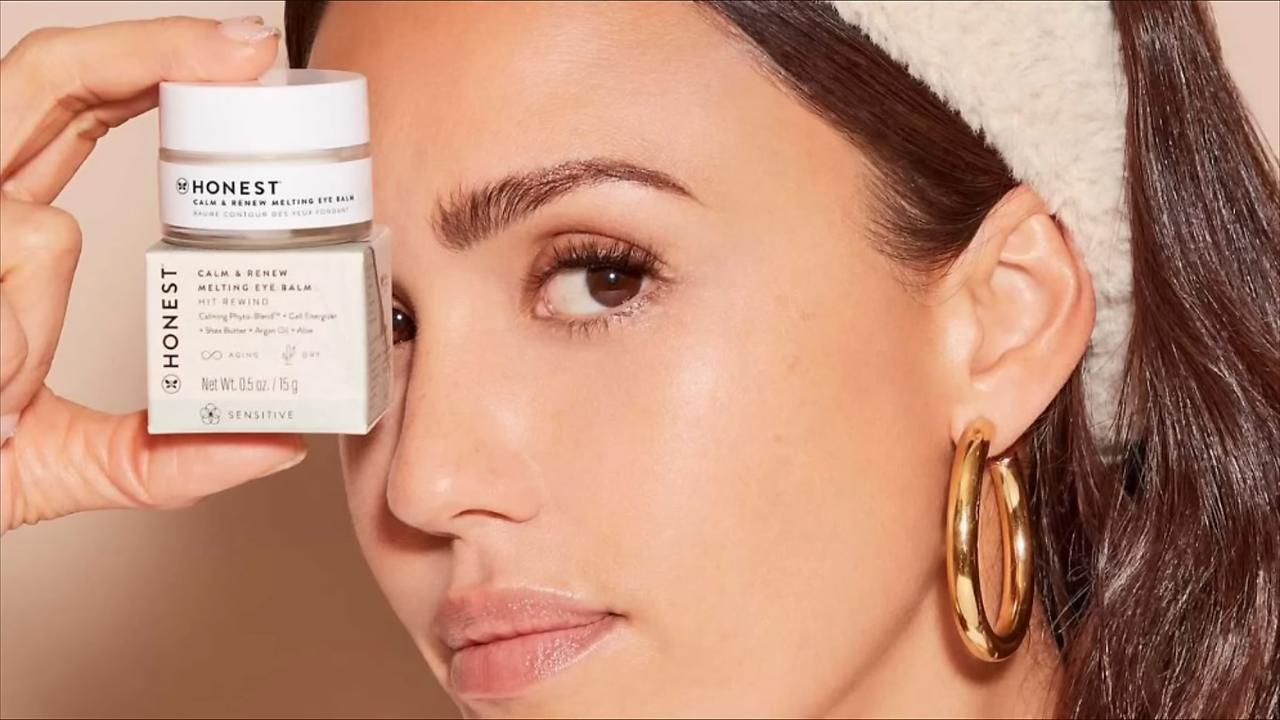 HONEST
CALM & RENEW MELTING EYE BALM
BAUME CONTOUR DES YEUX FONDANT
HONEST
CALM & RENEW
MELTING EYE BALM
HIT REWIND
Calming Phyto-Blend™ • Cell Energizer
• Shea Butter • Argan Oil • Aloe
AGING DRY
Net Wt. 0.5 oz. / 15 g
SENSITIVE